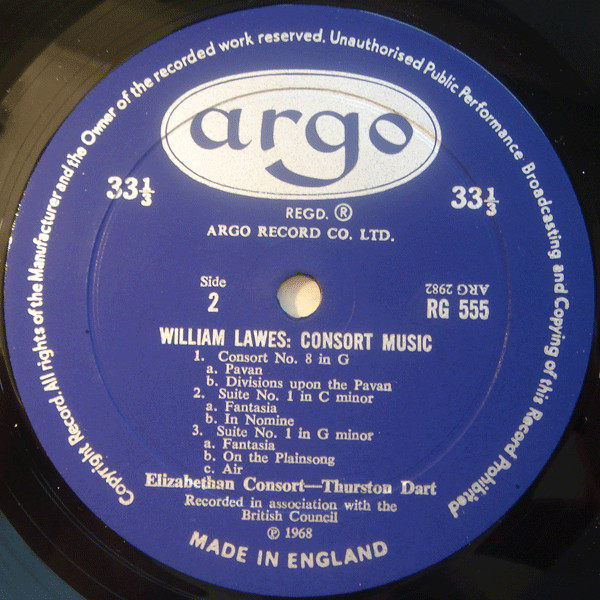 Copyright Record. All rights of the Manufacturer and the Owner of the recorded work reserved. Unauthorised Public Performance Broadcasting and Copying of this Record Prohibited
argo
33⅓
33⅓
REGD. ®
ARGO RECORD CO. LTD.
Side
2
ARG 2982
RG 555
WILLIAM LAWES: CONSORT MUSIC
1. Consort No. 8 in G
a. Pavan
b. Divisions upon the Pavan
2. Suite No. 1 in C minor
a. Fantasia
b. In Nomine
3. Suite No. 1 in G minor
a. Fantasia
b. On the Plainsong
c. Air
Elizabethan Consort—Thurston Dart
Recorded in association with the
British Council
℗ 1968
MADE IN ENGLAND